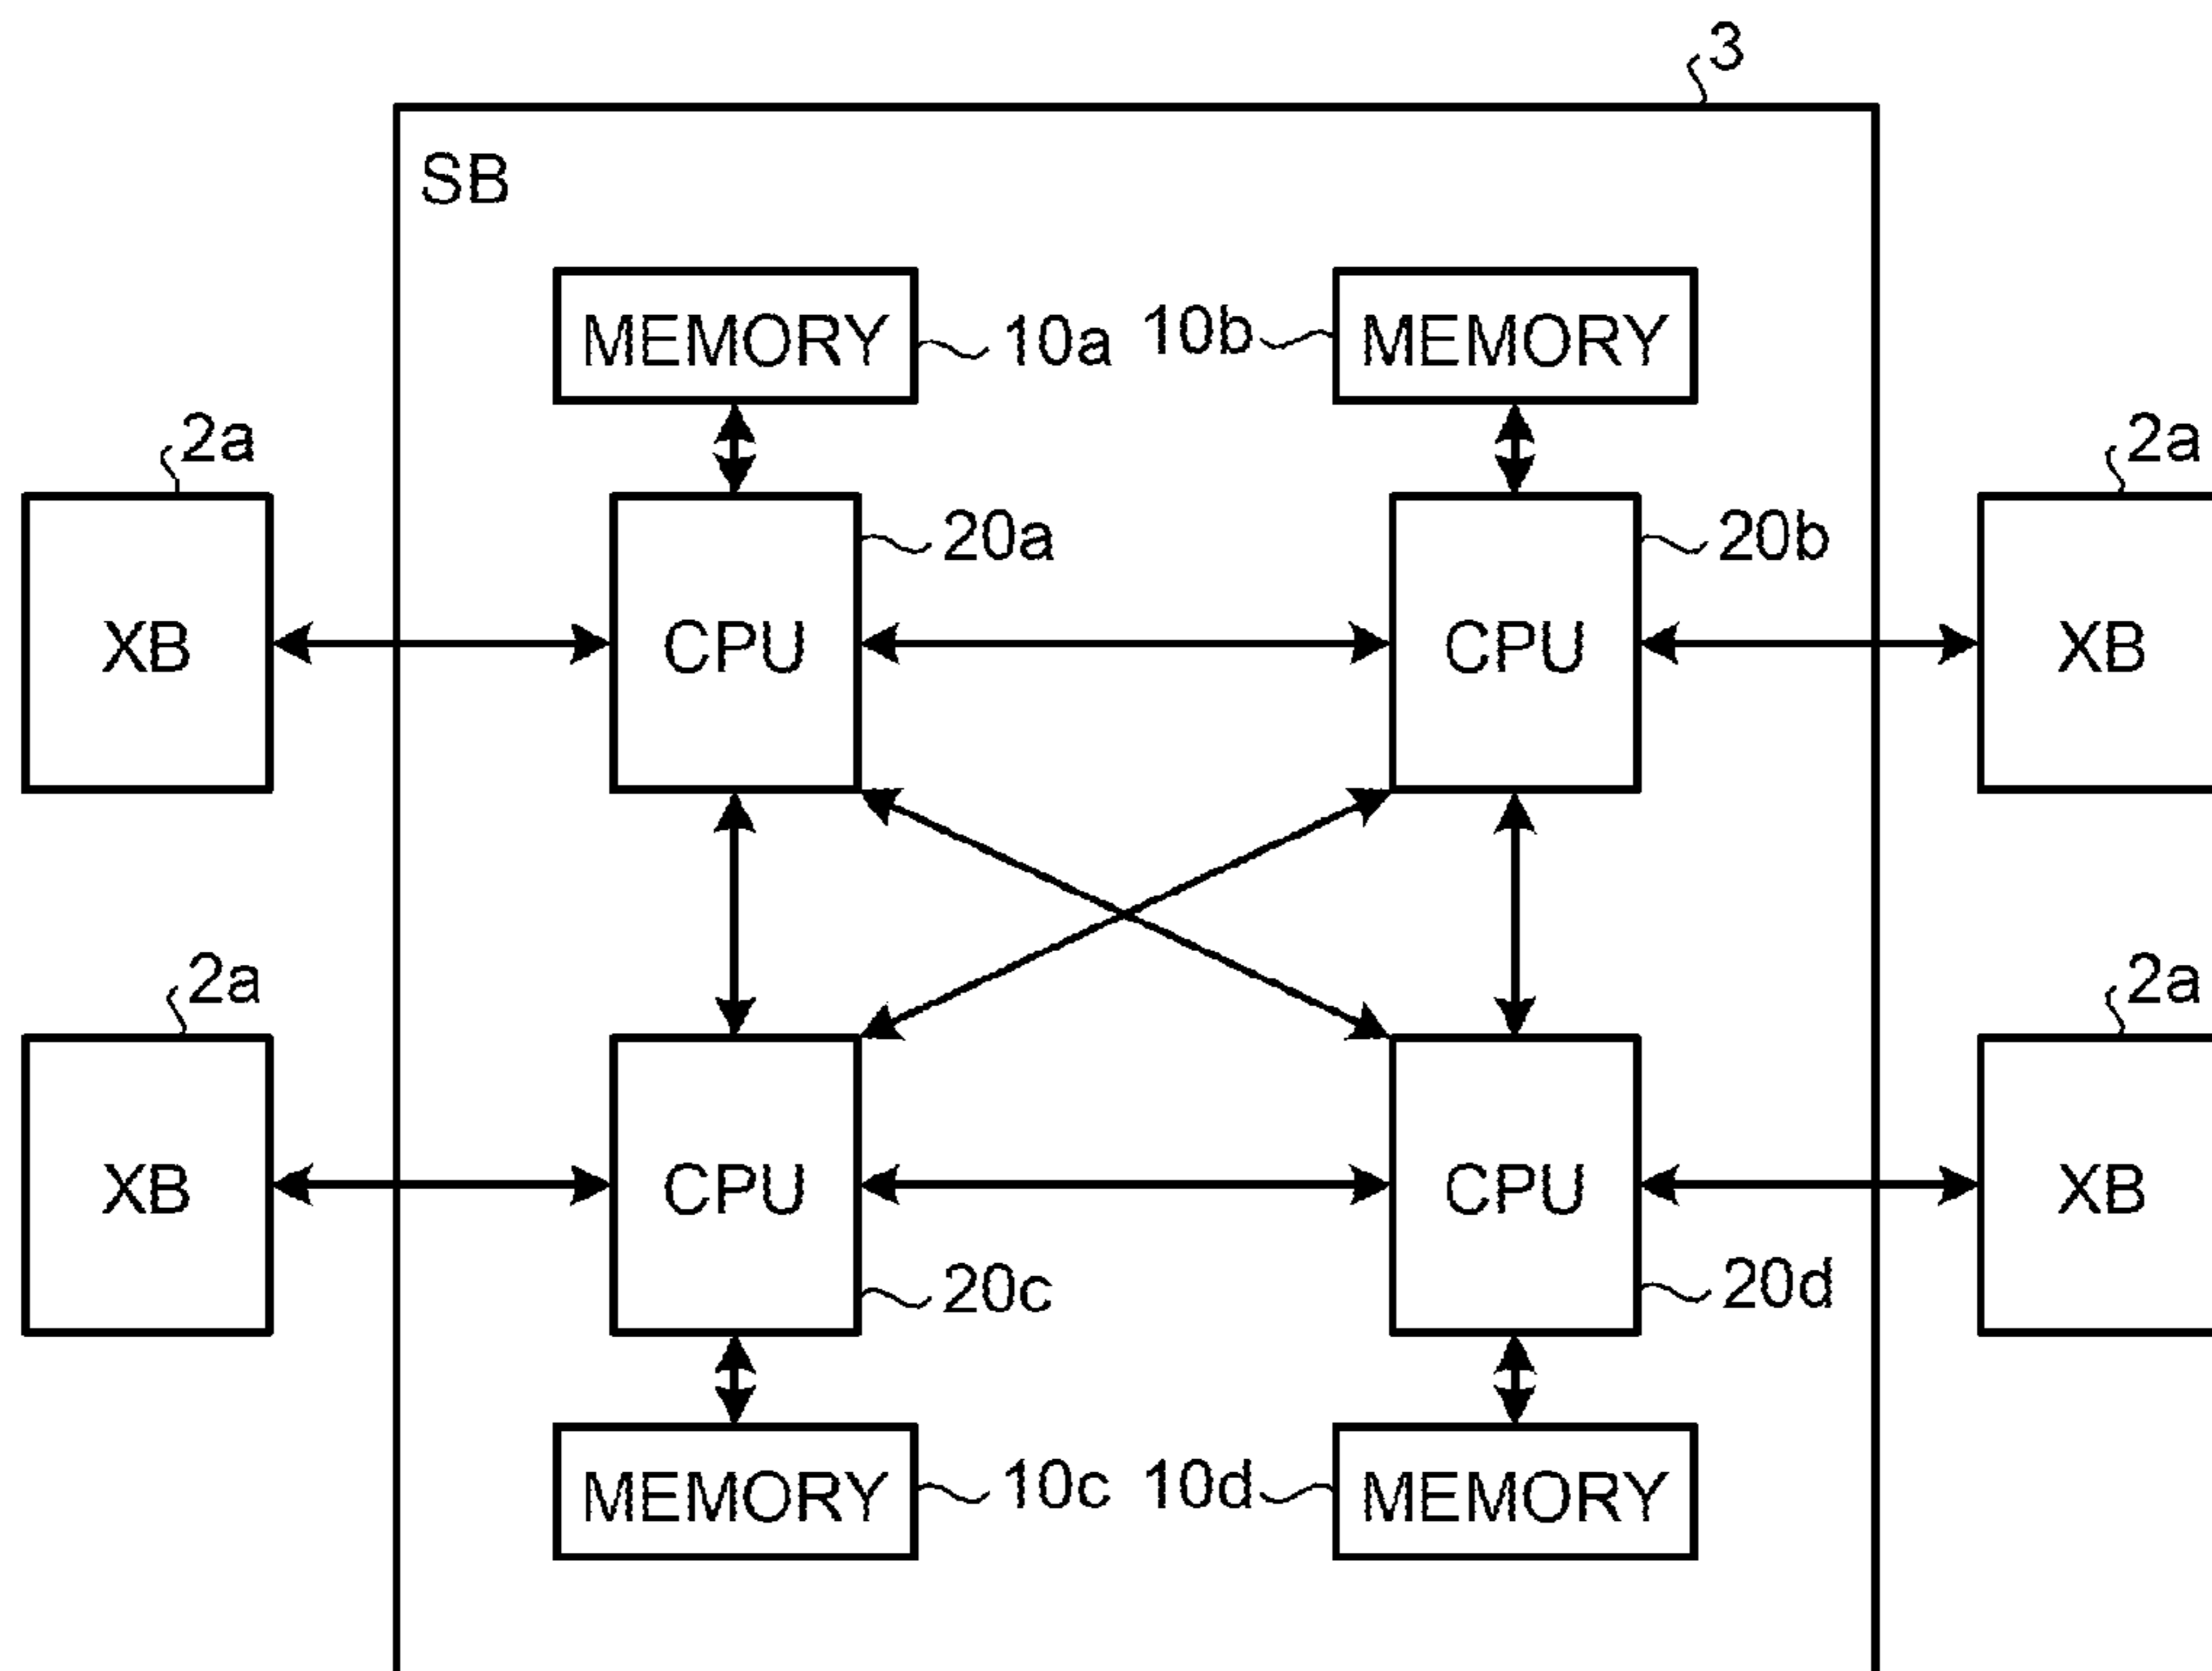 3
SB
MEMORY 10a 10b MEMORY
2a 2a
20a 20b
XB CPU CPU XB
2a 2a
XB CPU CPU XB
20c 20d
MEMORY 10c 10d MEMORY